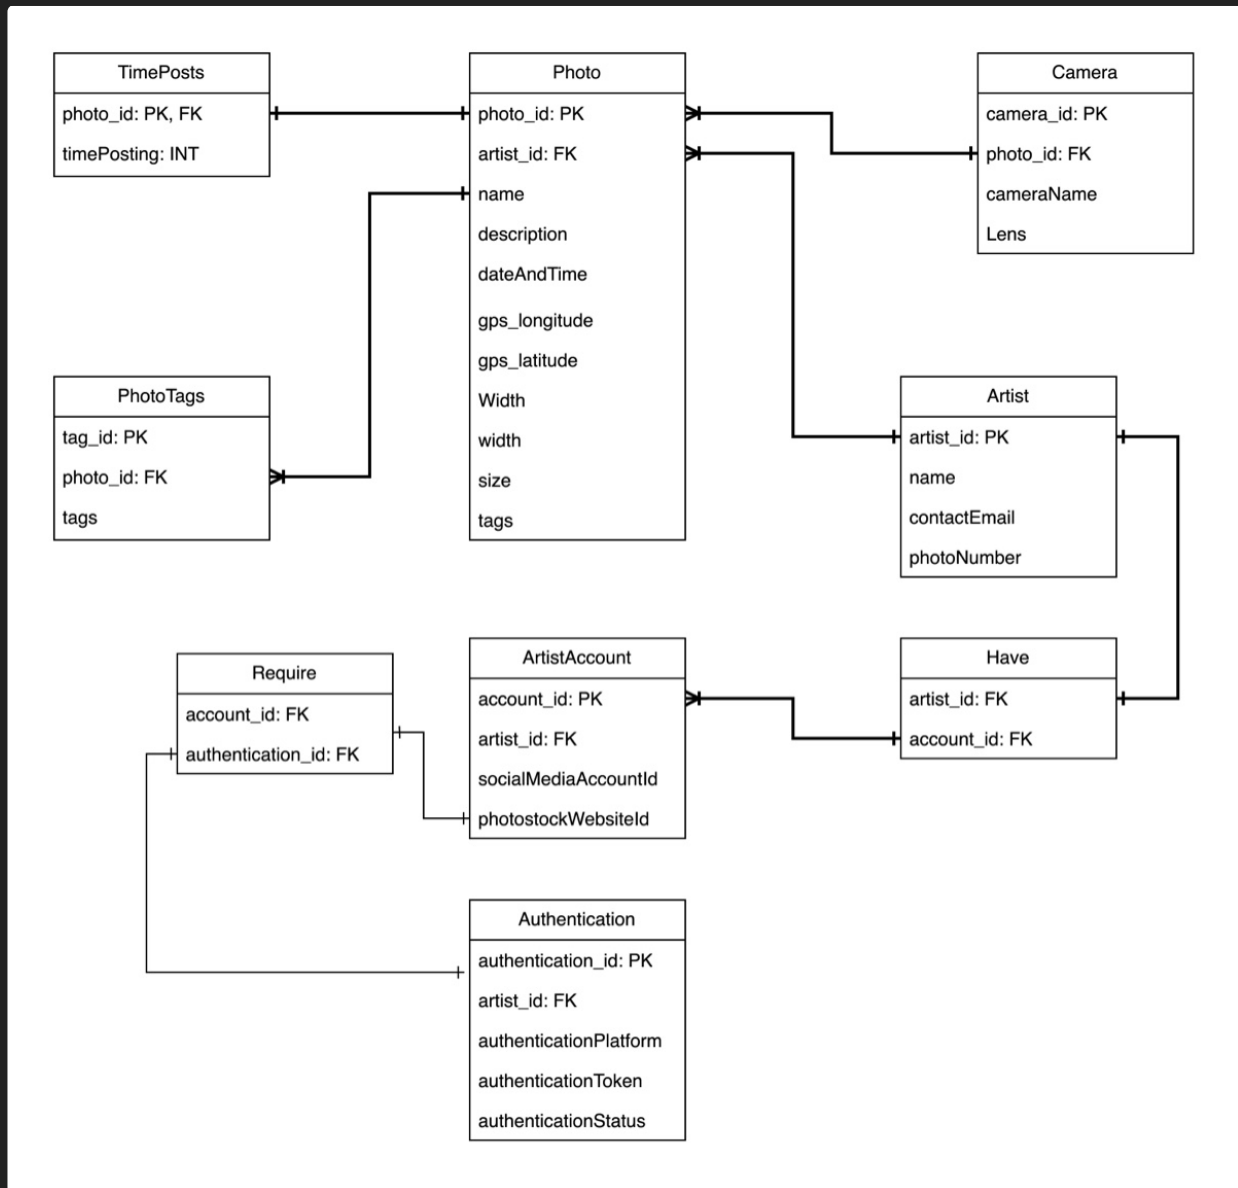 TimePosts
photo_id: PK, FK
timePosting: INT
Photo
photo_id: PK
artist_id: FK
name
description
dateAndTime
gps_longitude
gps_latitude
Width
width
size
tags
Camera
camera_id: PK
photo_id: FK
cameraName
Lens
PhotoTags
tag_id: PK
photo_id: FK
tags
Artist
artist_id: PK
name
contactEmail
photoNumber
Require
account_id: FK
authentication_id: FK
ArtistAccount
account_id: PK
artist_id: FK
socialMediaAccountId
photostockWebsiteId
Have
artist_id: FK
account_id: FK
Authentication
authentication_id: PK
artist_id: FK
authenticationPlatform
authenticationToken
authenticationStatus